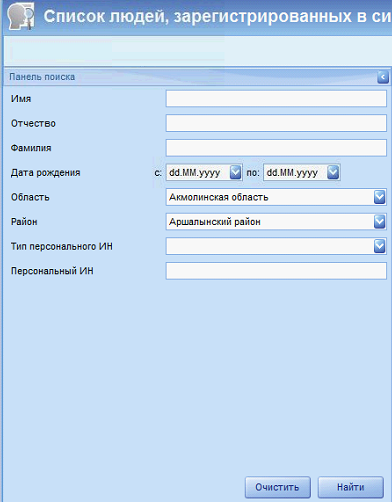 Список людей, зарегистрированных в си
Панель поиска
Имя
Отчество
Фамилия
Дата рождения с: dd.MM.yyyy по: dd.MM.yyyy
Область Акмолинская область
Район Аршалынский район
Тип персонального ИН
Персональный ИН
Очистить Найти